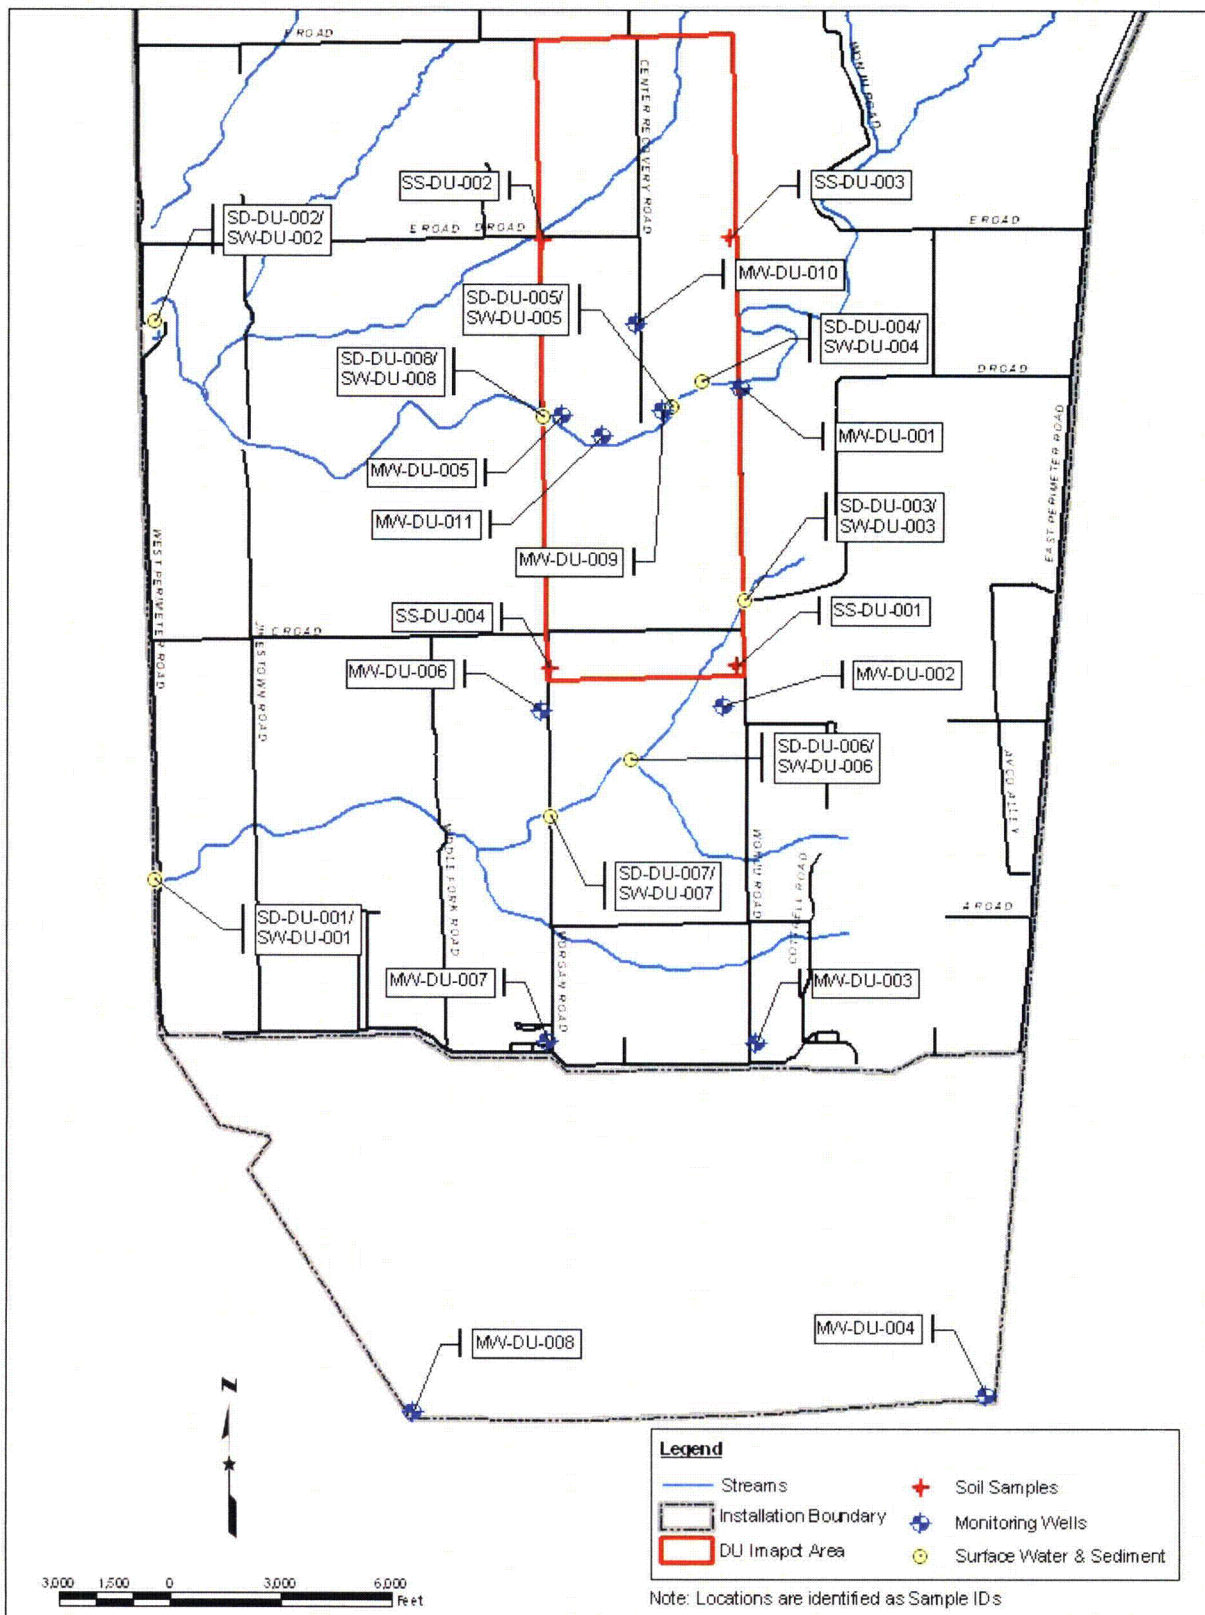 E ROAD
CENTER RECOVERY ROAD
SS-DU-002
SS-DU-003
SD-DU-002/
SW-DU-002
E ROAD
D ROAD
E ROAD
MW-DU-010
SD-DU-005/
SW-DU-005
SD-DU-004/
SW-DU-004
SD-DU-008/
SW-DU-008
D ROAD
MW-DU-001
MW-DU-005
EAST PERIMETER ROAD
SD-DU-003/
SW-DU-003
MW-DU-011
WEST PERIMETER ROAD
MW-DU-009
SS-DU-004
SS-DU-001
C ROAD
MW-DU-006
MW-DU-002
SD-DU-006/
SW-DU-006
AVCO ALLEY
MIDDLE FORK ROAD
SD-DU-007/
SW-DU-007
COTTRELL ROAD
A ROAD
SD-DU-001/
SW-DU-001
MORGAN ROAD
MW-DU-007
MW-DU-003
MW-DU-008
MW-DU-004
N
Legend
Streams
Soil Samples
Installation Boundary
Monitoring Wells
DU Imapct Area
Surface Water & Sediment
3,000 1,500 0 3,000 6,000
Feet
Note: Locations are identified as Sample IDs